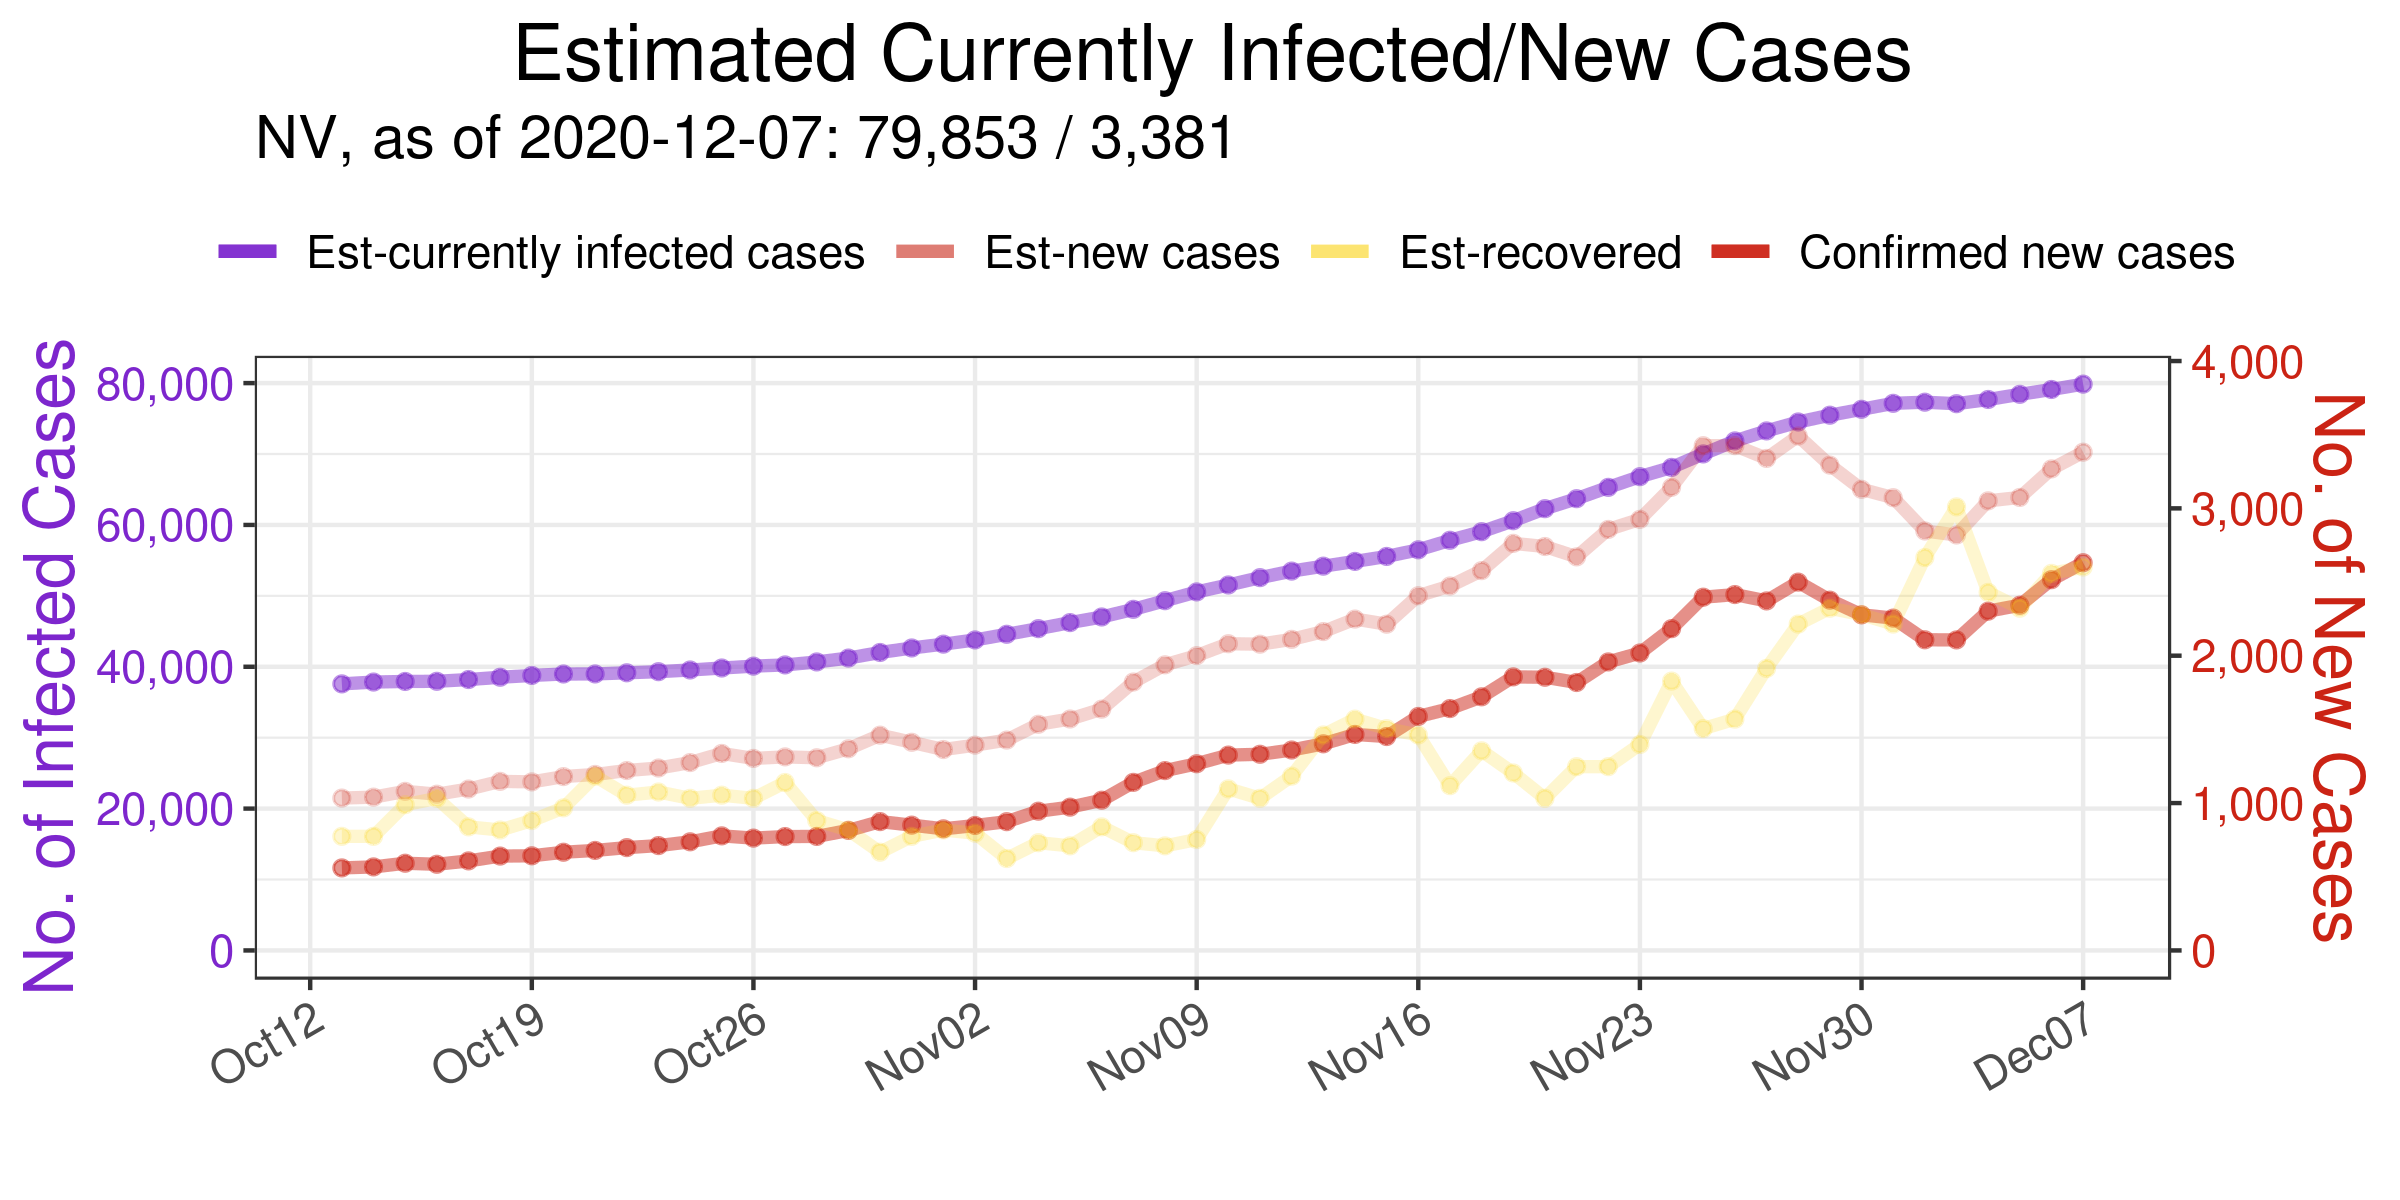 Estimated Currently Infected/New Cases
NV, as of 2020-12-07: 79,853 / 3,381
Est-currently infected cases Est-new cases Est-recovered Confirmed new cases
No. of Infected Cases
80,000
60,000
40,000
20,000
0
4,000
3,000
2,000
1,000
0
No. of New Cases
Oct12 Oct19 Oct26 Nov02 Nov09 Nov16 Nov23 Nov30 Dec07